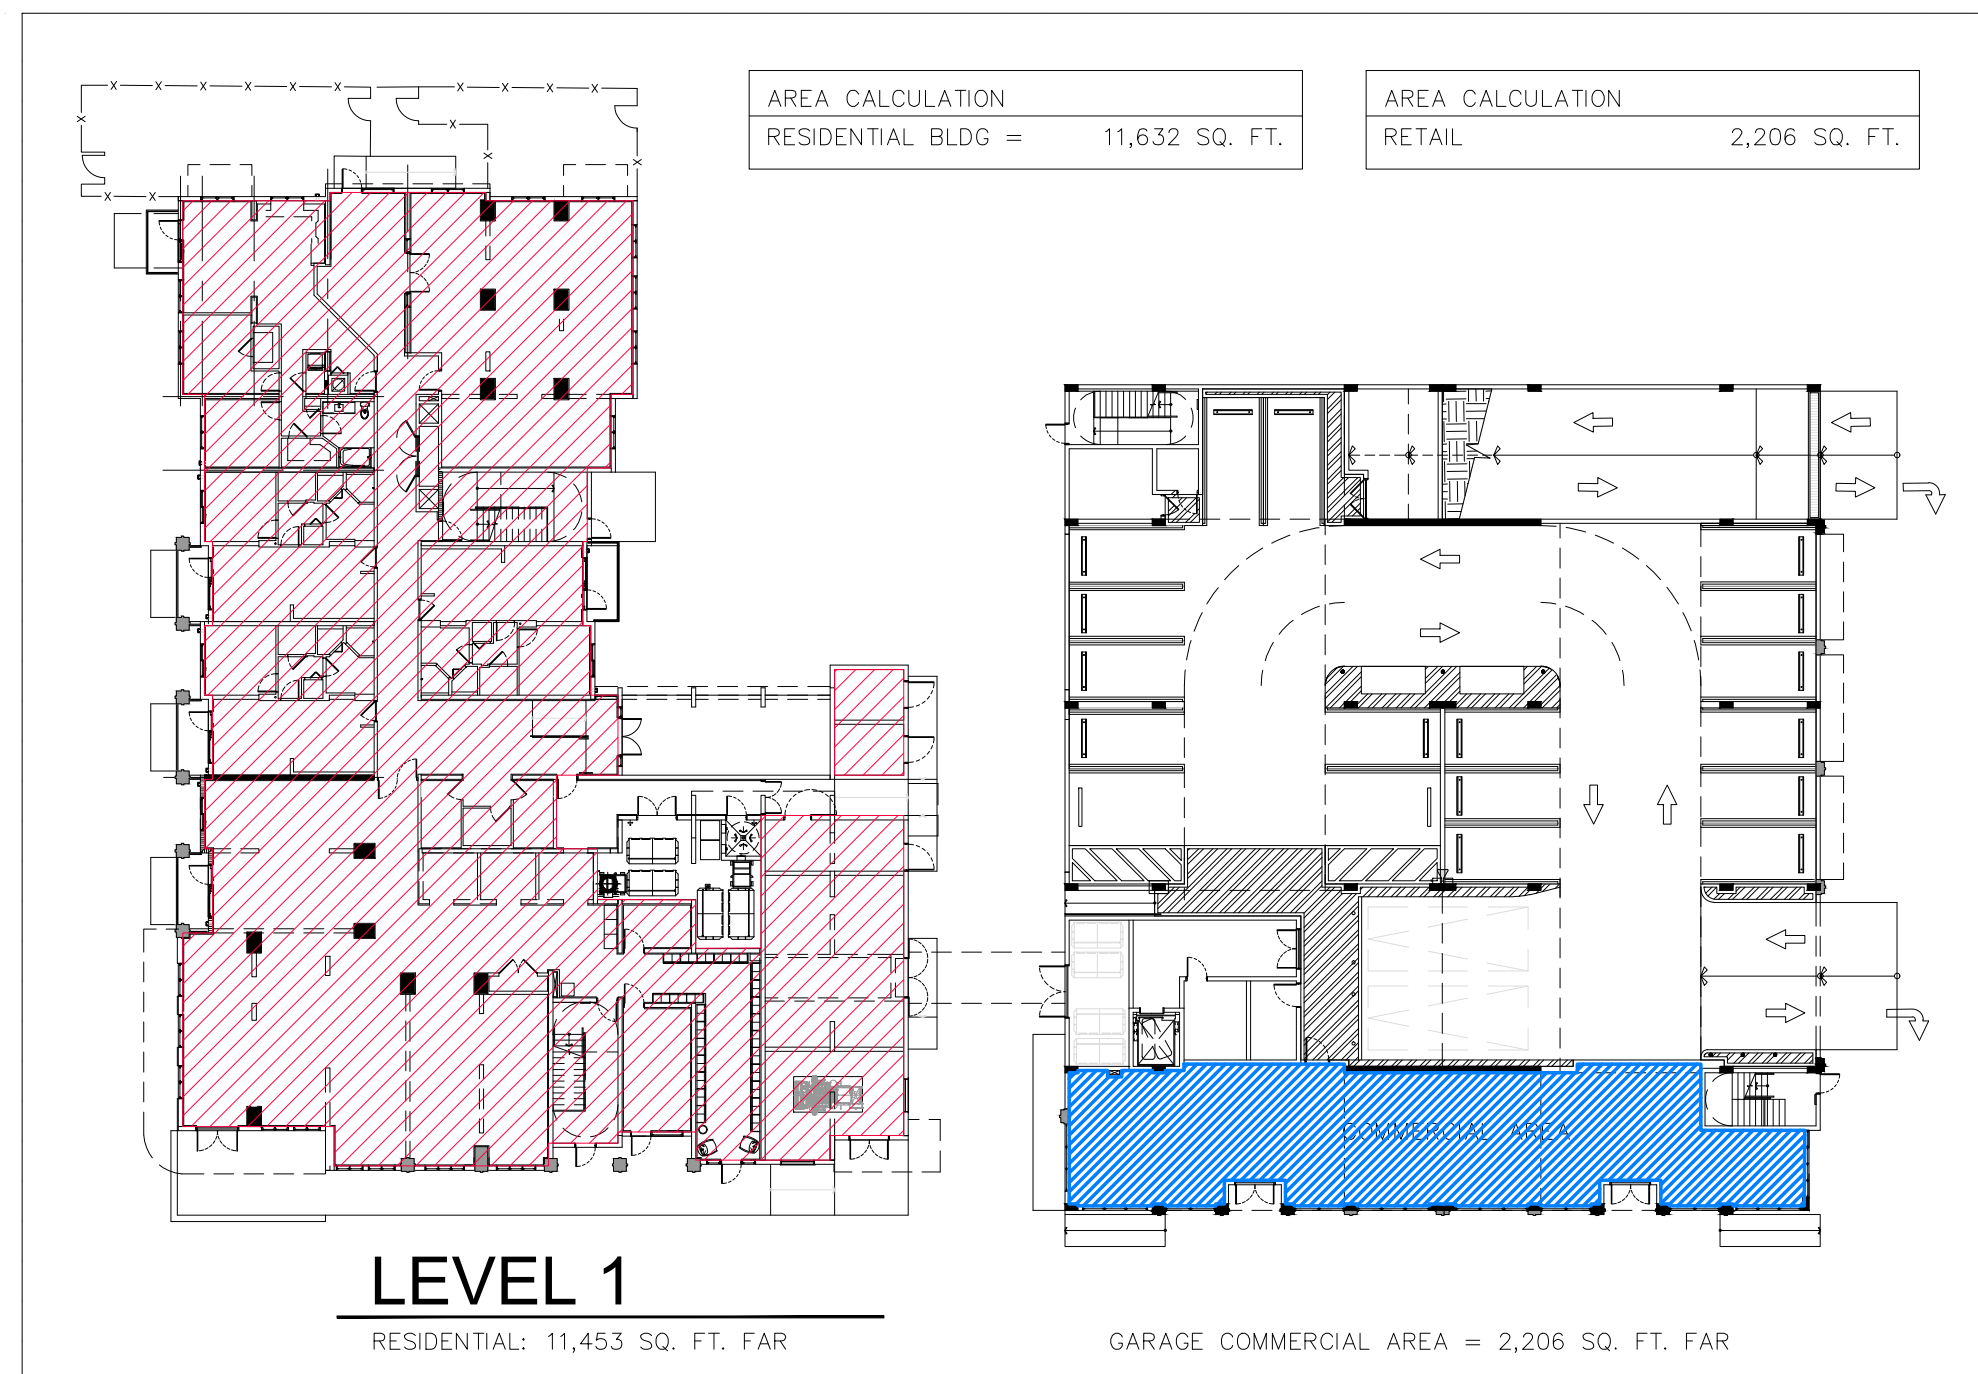 AREA CALCULATION
RESIDENTIAL BLDG = 11,632 SQ. FT.
AREA CALCULATION
RETAIL 2,206 SQ. FT.
COMMERCIAL AREA
LEVEL 1
RESIDENTIAL: 11,453 SQ. FT. FAR
GARAGE COMMERCIAL AREA = 2,206 SQ. FT. FAR